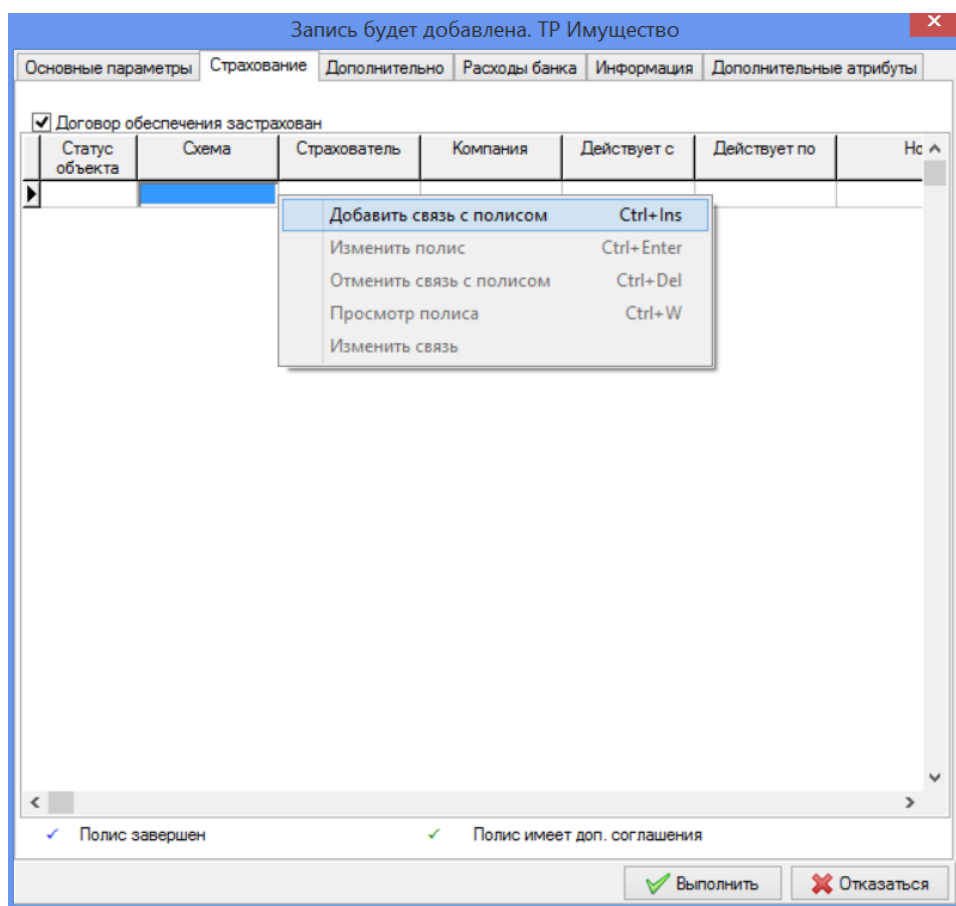 Запись будет добавлена. ТР Имущество
Основные параметры Страхование Дополнительно Расходы банка Информация Дополнительные атрибуты
Договор обеспечения застрахован
Статус объекта Схема Страхователь Компания Действует с Действует по
Добавить связь с полисом Ctrl+Ins
Изменить полис Ctrl+Enter
Отменить связь с полисом Ctrl+Del
Просмотр полиса Ctrl+W
Изменить связь
Полис завершен Полис имеет доп. соглашения
Выполнить Отказаться